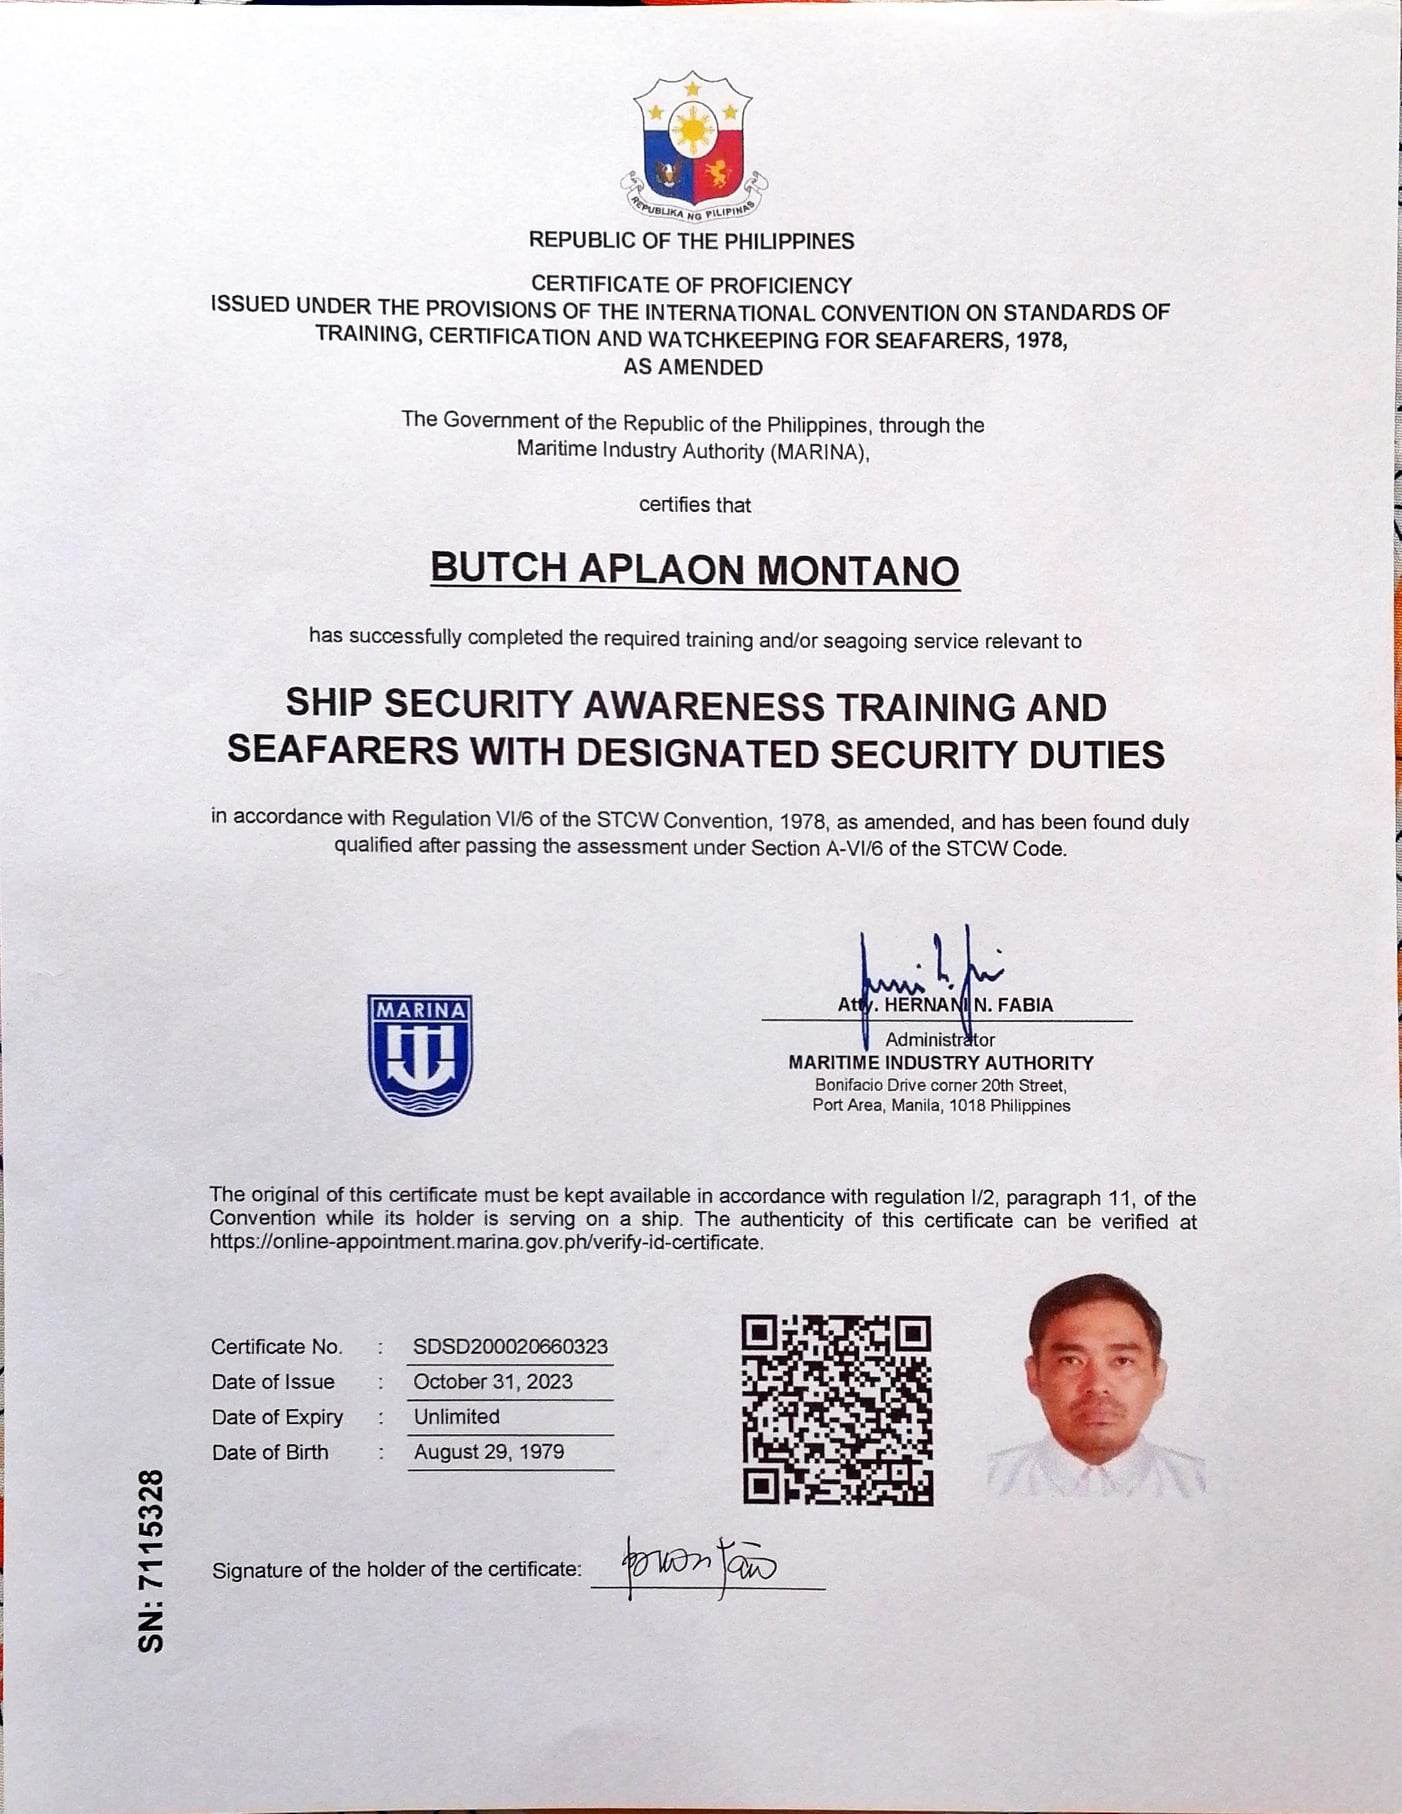 REPUBLIKA NG PILIPINAS
REPUBLIC OF THE PHILIPPINES
CERTIFICATE OF PROFICIENCY
ISSUED UNDER THE PROVISIONS OF THE INTERNATIONAL CONVENTION ON STANDARDS OF
TRAINING, CERTIFICATION AND WATCHKEEPING FOR SEAFARERS, 1978,
AS AMENDED
The Government of the Republic of the Philippines, through the
Maritime Industry Authority (MARINA),
certifies that
BUTCH APLAON MONTANO
has successfully completed the required training and/or seagoing service relevant to
SHIP SECURITY AWARENESS TRAINING AND
SEAFARERS WITH DESIGNATED SECURITY DUTIES
in accordance with Regulation VI/6 of the STCW Convention, 1978, as amended, and has been found duly
qualified after passing the assessment under Section A-VI/6 of the STCW Code.
MARINA
Atty. HERNANI N. FABIA
Administrator
MARITIME INDUSTRY AUTHORITY
Bonifacio Drive corner 20th Street,
Port Area, Manila, 1018 Philippines
The original of this certificate must be kept available in accordance with regulation I/2, paragraph 11, of the
Convention while its holder is serving on a ship. The authenticity of this certificate can be verified at
https://online-appointment.marina.gov.ph/verify-id-certificate.
Certificate No. : SDSD200020660323
Date of Issue : October 31, 2023
Date of Expiry : Unlimited
Date of Birth : August 29, 1979
Signature of the holder of the certificate:
SN: 7115328